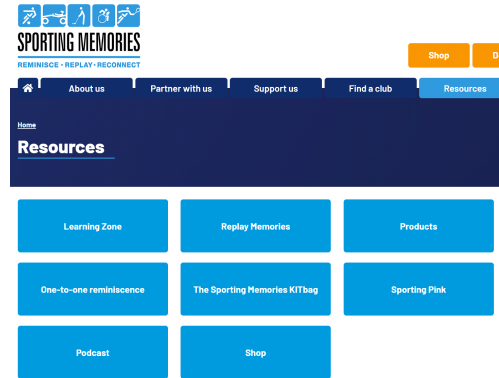 SPORTING MEMORIES
REMINISCE • REPLAY • RECONNECT
Shop
About us
Partner with us
Support us
Find a club
Resources
Home
Resources
Learning Zone
Replay Memories
Products
One-to-one reminiscence
The Sporting Memories KITbag
Sporting Pink
Podcast
Shop